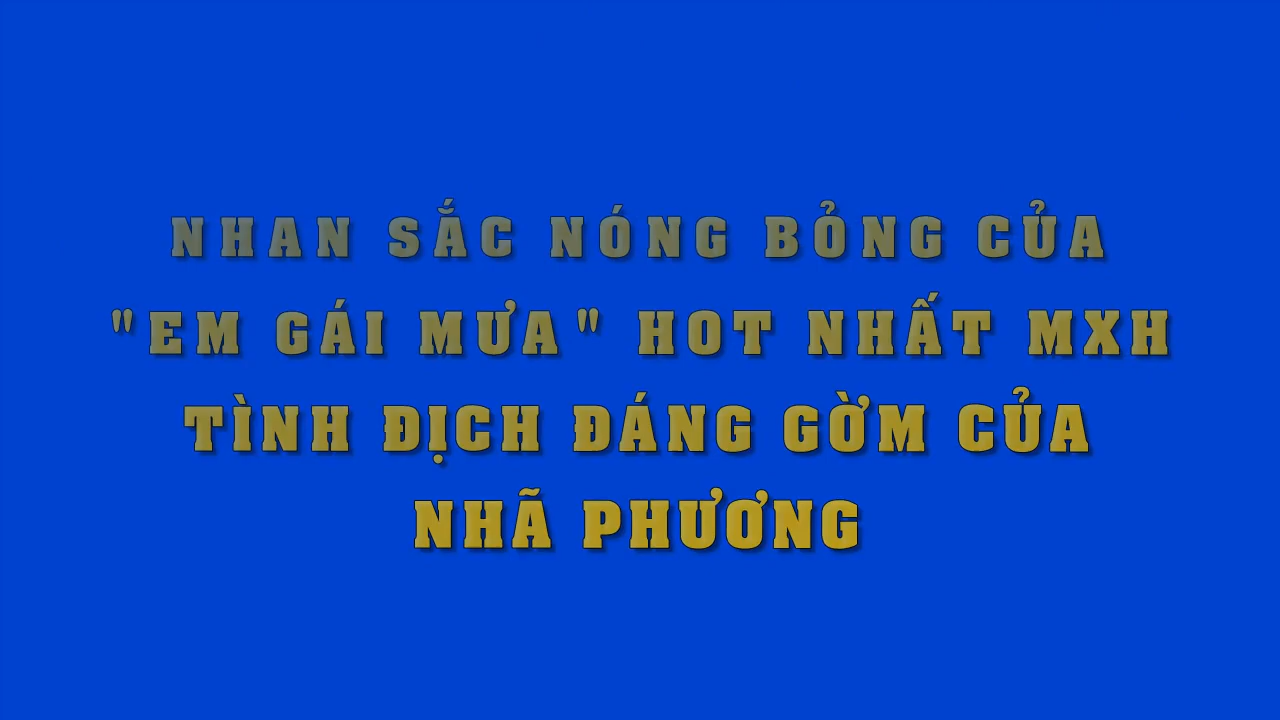 NHAN SẮC NÓNG BỎNG CỦA
"EM GÁI MƯA" HOT NHẤT MXH
TÌNH ĐỊCH ĐÁNG GỜM CỦA
NHÃ PHƯƠNG